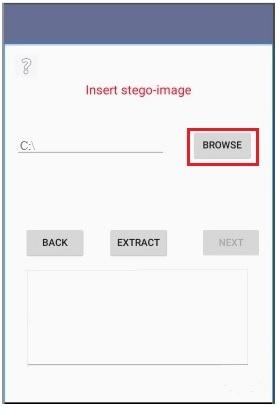 ?
Insert stego-image
C:\
BROWSE
BACK EXTRACT NEXT